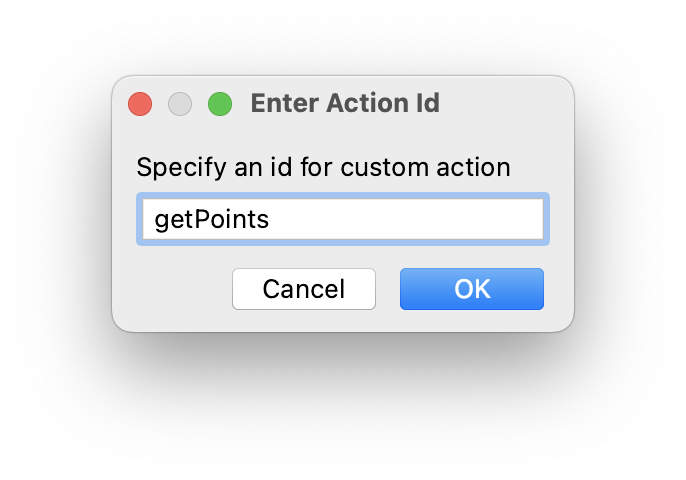 Enter Action Id
Specify an id for custom action
getPoints
Cancel
OK